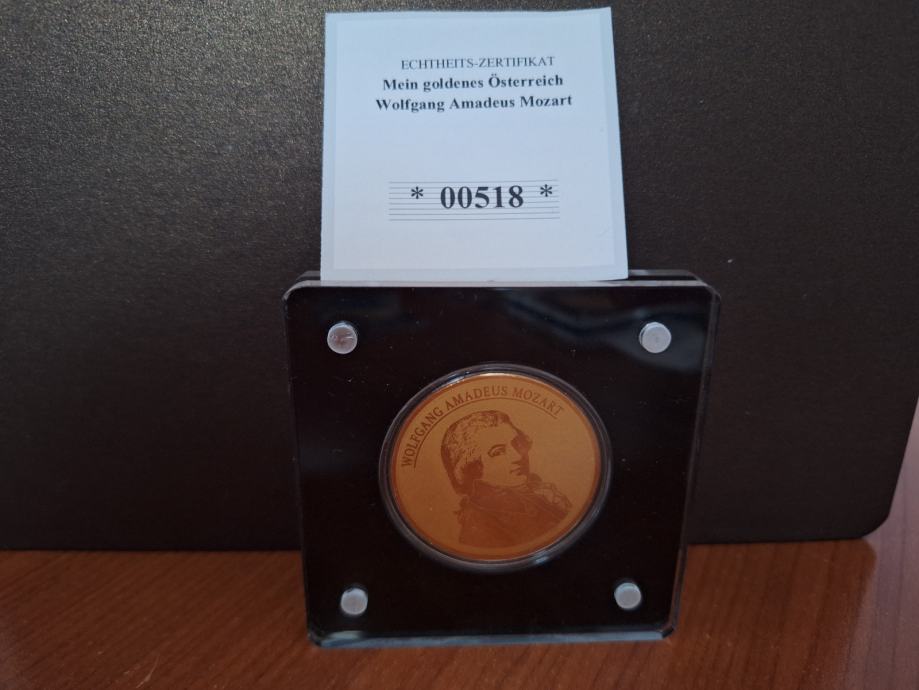 ECHTHEITS-ZERTIFIKAT
Mein goldenes Österreich
Wolfgang Amadeus Mozart
* 00518 *
WOLFGANG AMADEUS MOZART